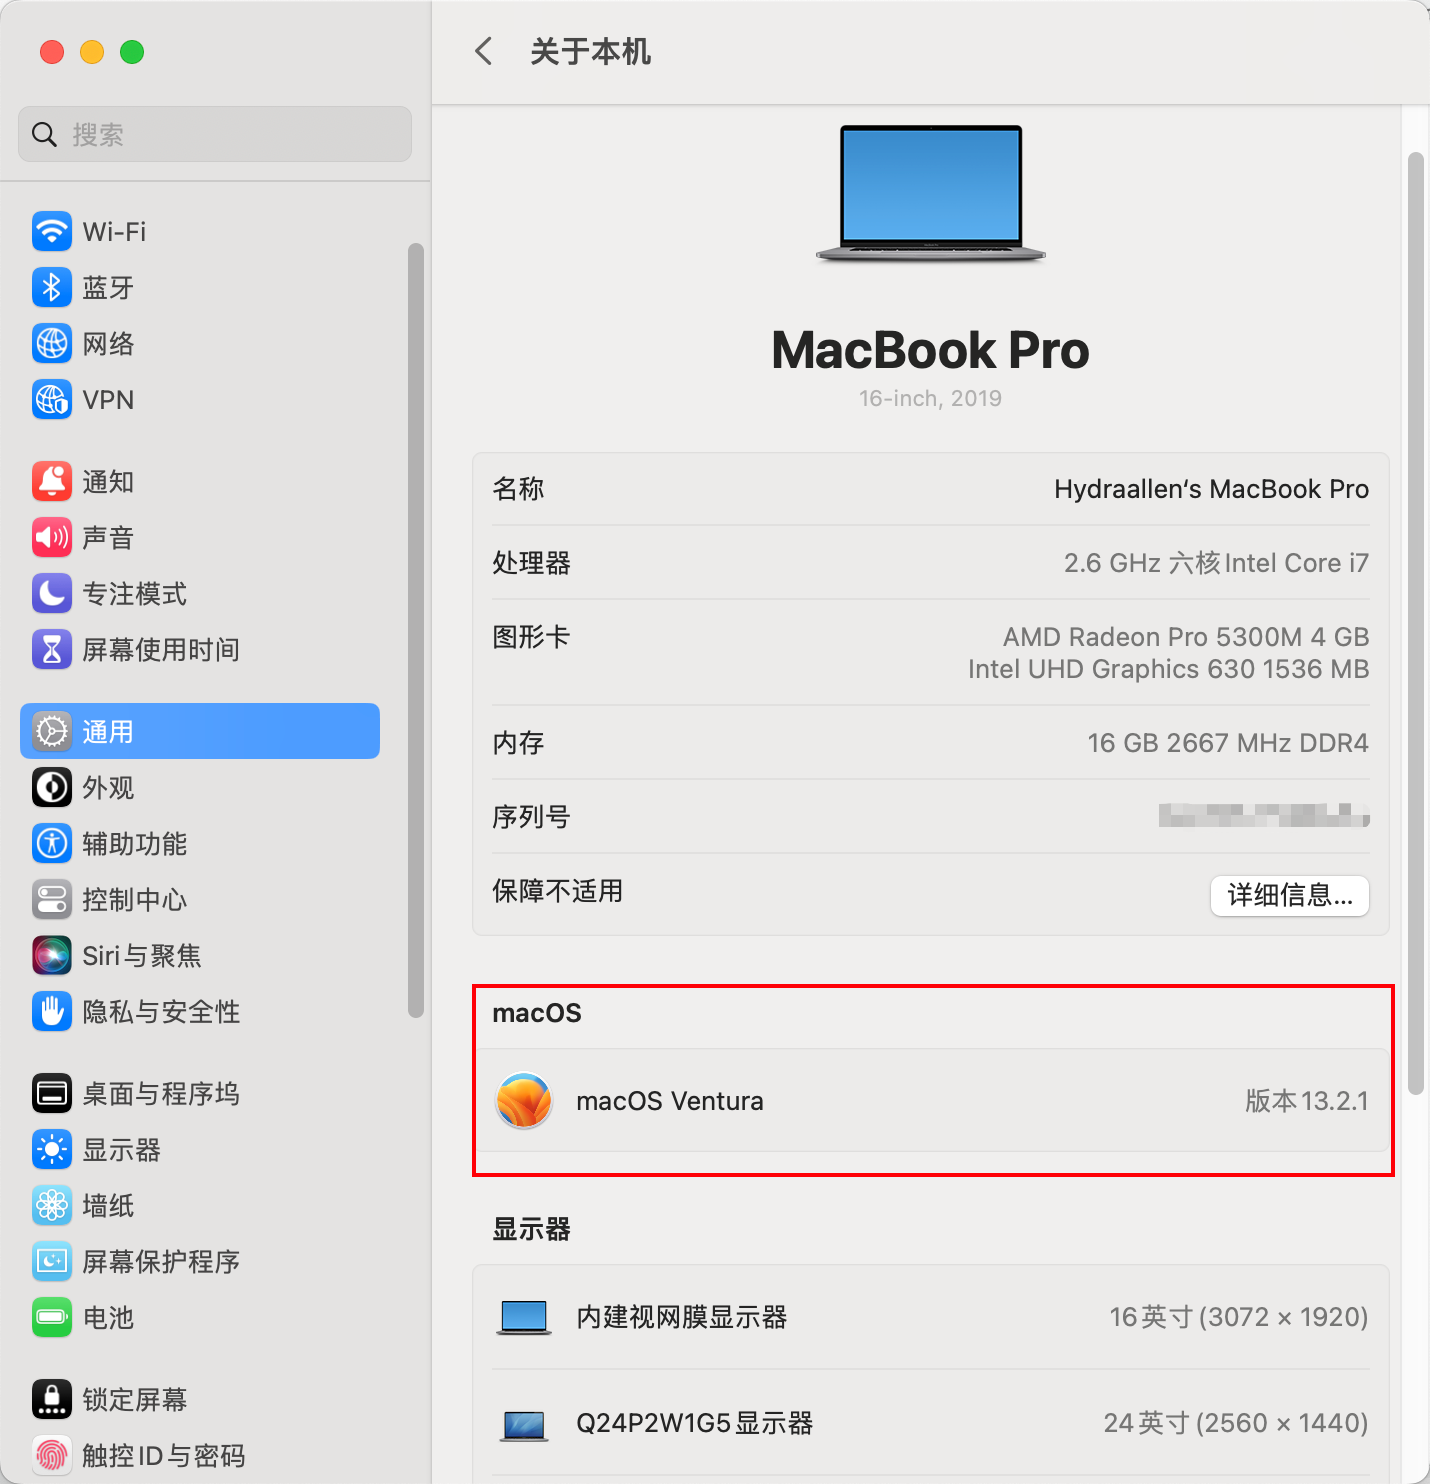 关于本机
搜索
Wi-Fi
蓝牙
网络
VPN
通知
声音
专注模式
屏幕使用时间
通用
外观
辅助功能
控制中心
Siri与聚焦
隐私与安全性
桌面与程序坞
显示器
墙纸
屏幕保护程序
电池
锁定屏幕
触控ID与密码
MacBook Pro
16-inch, 2019
名称 Hydraallen‘s MacBook Pro
处理器 2.6 GHz 六核Intel Core i7
图形卡 AMD Radeon Pro 5300M 4 GB
Intel UHD Graphics 630 1536 MB
内存 16 GB 2667 MHz DDR4
序列号
保障不适用 详细信息...
macOS
macOS Ventura 版本13.2.1
显示器
内建视网膜显示器 16英寸 (3072 × 1920)
Q24P2W1G5显示器 24英寸 (2560 × 1440)